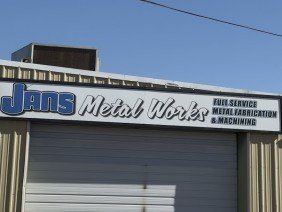 JANS Metal Works
FULL SERVICE
METAL FABRICATION
& MACHINING